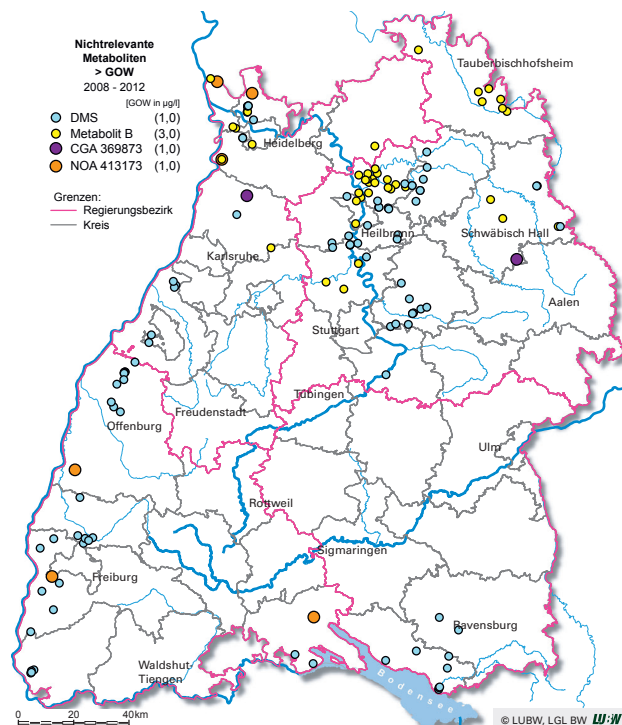 Nichtrelevante
Metaboliten
> GOW
2008 - 2012
[GOW in µg/l]
DMS (1,0)
Metabolit B (3,0)
CGA 369873 (1,0)
NOA 413173 (1,0)
Grenzen:
Regierungsbezirk
Kreis
Tauberbischhofsheim
Heidelberg
Heilbronn
Schwäbisch Hall
Karlsruhe
Aalen
Stuttgart
Tübingen
Freudenstadt
Offenburg
Ulm
Rottweil
Sigmaringen
Freiburg
Ravensburg
Waldshut-
Tiengen
Bodensee
0 20 40km
© LUBW, LGL BW LUBW